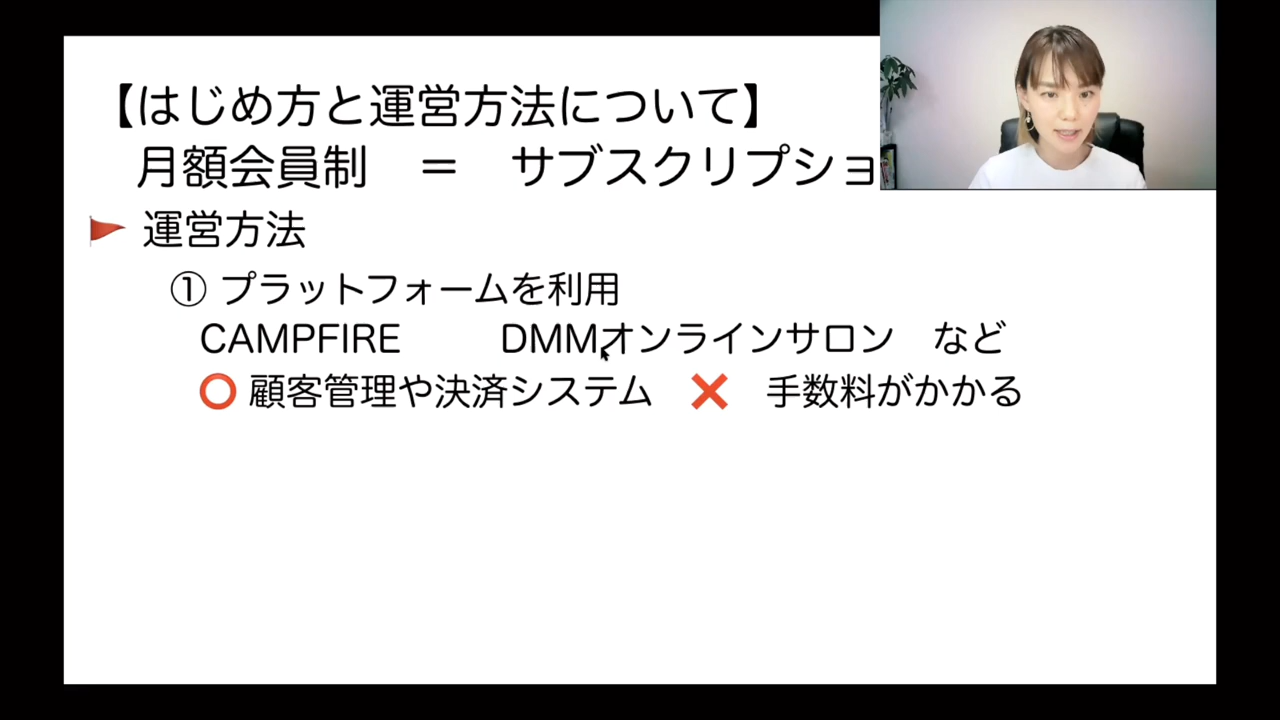 【はじめ方と運営方法について】
月額会員制 = サブスクリプショ
運営方法
① プラットフォームを利用
CAMPFIRE DMMオンラインサロン など
⭕ 顧客管理や決済システム ❌ 手数料がかかる